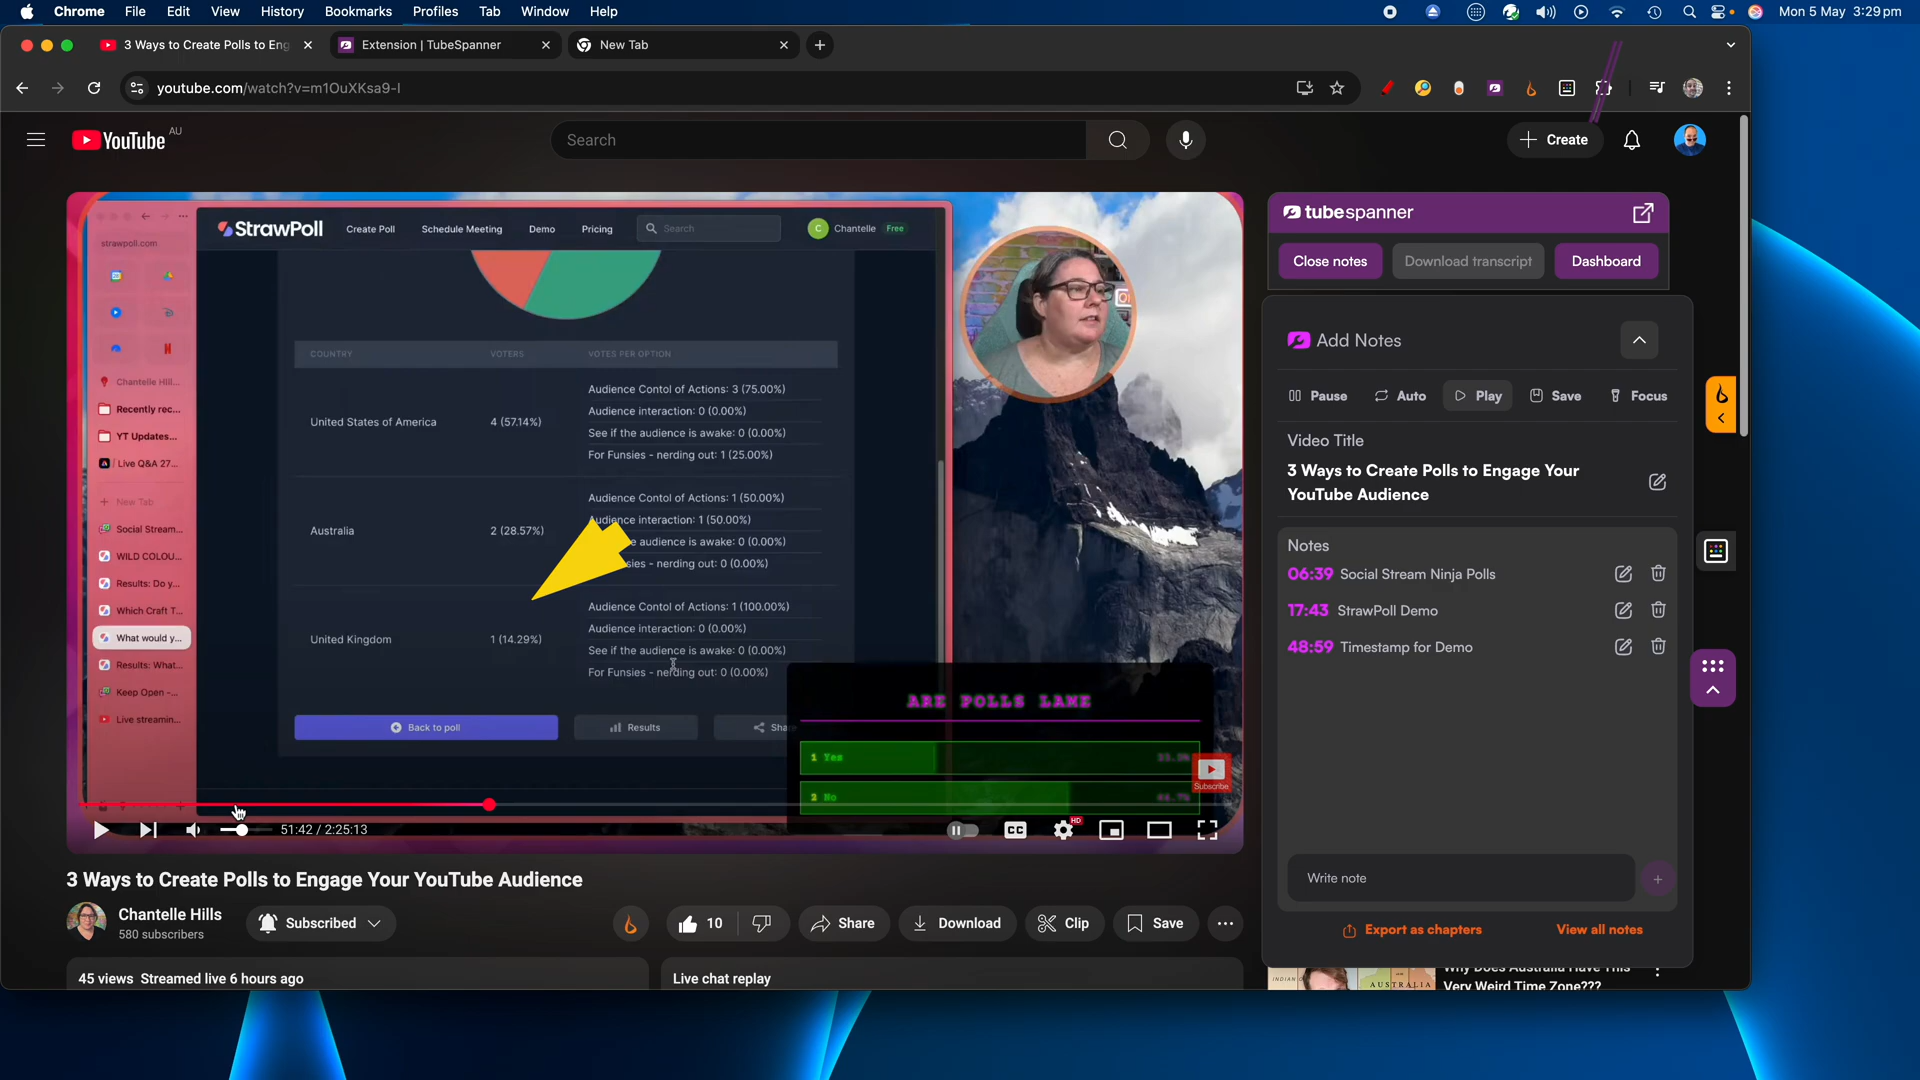 Chrome File Edit View History Bookmarks Profiles Tab Window Help
Mon 5 May 3:29 pm
3 Ways to Create Polls to Eng
Extension | TubeSpanner
New Tab
youtube.com/watch?v=m1OuXKsa9-I
YouTube AU
Search
Create
strawpoll.com
StrawPoll
Create Poll
Schedule Meeting
Demo
Pricing
Search
C
Chantelle Free
Chantelle Hill...
Recently rec...
YT Updates...
/ Live Q&A 27...
New Tab
Social Stream...
WILD COLOU...
Results: Do y...
Which Craft T...
What would y...
Results: What...
Keep Open -...
Live streamin...
COUNTRY VOTERS VOTES PER OPTION
United States of America 4 (57.14%)
Audience Contol of Actions: 3 (75.00%)
Audience interaction: 0 (0.00%)
See if the audience is awake: 0 (0.00%)
For Funsies - nerding out: 1 (25.00%)
Australia 2 (28.57%)
Audience Contol of Actions: 1 (50.00%)
Audience interaction: 1 (50.00%)
audience is awake: 0 (0.00%)
nerding out: 0 (0.00%)
United Kingdom 1 (14.29%)
Audience Contol of Actions: 1 (100.00%)
Audience interaction: 0 (0.00%)
See if the audience is awake: 0 (0.00%)
For Funsies - nerding out: 0 (0.00%)
Back to poll
Results
ARE POLLS LAME
1 Yes
2 No
Subscribe
51:42 / 2:25:13
CC
HD
3 Ways to Create Polls to Engage Your YouTube Audience
Chantelle Hills
580 subscribers
Subscribed
10
Share
Download
Clip
Save
45 views Streamed live 6 hours ago
Live chat replay
tubespanner
Close notes
Download transcript
Dashboard
Add Notes
Pause
Auto
Play
Save
Focus
Video Title
3 Ways to Create Polls to Engage Your
YouTube Audience
Notes
06:39 Social Stream Ninja Polls
17:43 StrawPoll Demo
48:59 Timestamp for Demo
Write note
Export as chapters
View all notes
Why Does Australia Have This
Very Weird Time Zone???
AUSTRALIA